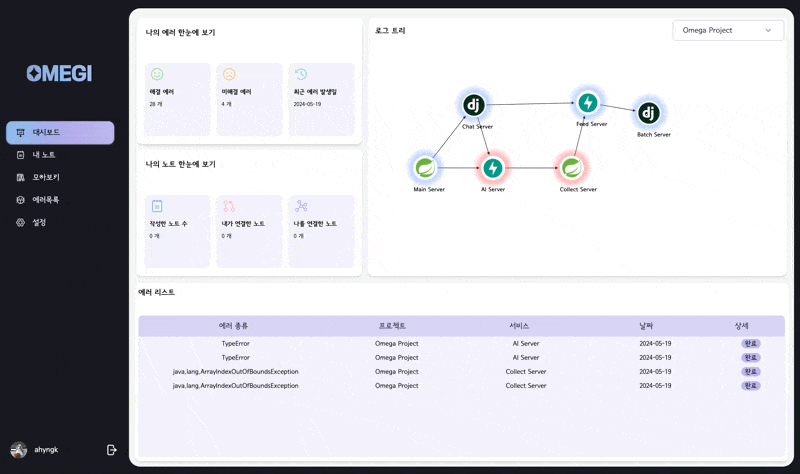 OMEGI
대시보드
내 노트
모아보기
에러목록
설정
ahyngk
나의 에러 한눈에 보기
해결 에러
28 개
미해결 에러
4 개
최근 에러 발생일
2024-05-19
나의 노트 한눈에 보기
작성한 노트 수
0 개
내가 연결한 노트
0 개
나를 연결한 노트
0 개
로그 트리
Omega Project
dj
Chat Server
Feed Server
dj
Batch Server
Main Server
AI Server
Collect Server
에러 리스트
에러 종류 프로젝트 서비스 날짜 상세
TypeError Omega Project AI Server 2024-05-19 완료
TypeError Omega Project AI Server 2024-05-19 완료
java.lang.ArrayIndexOutOfBoundsException Omega Project Collect Server 2024-05-19 완료
java.lang.ArrayIndexOutOfBoundsException Omega Project Collect Server 2024-05-19 완료